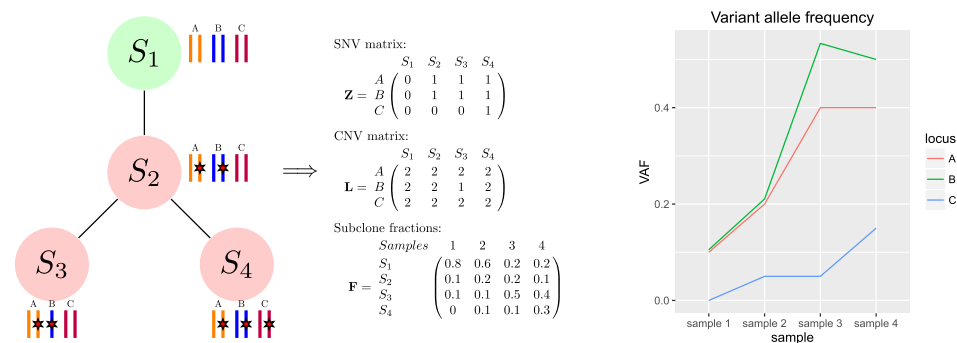 A B C
S1
A B C
S2
S3
S4
A B C
A B C
⟹
SNV matrix:
S1 S2 S3 S4
A 0 1 1 1
Z = B 0 1 1 1
C 0 0 0 1
CNV matrix:
S1 S2 S3 S4
A 2 2 2 2
L = B 2 2 1 2
C 2 2 2 2
Subclone fractions:
Samples 1 2 3 4
S1 0.8 0.6 0.2 0.2
S2 0.1 0.2 0.2 0.1
F =
S3 0.1 0.1 0.5 0.4
S4 0 0.1 0.1 0.3
Variant allele frequency
VAF
0.4
0.2
0.0
sample 1 sample 2 sample 3 sample 4
sample
locus
A
B
C